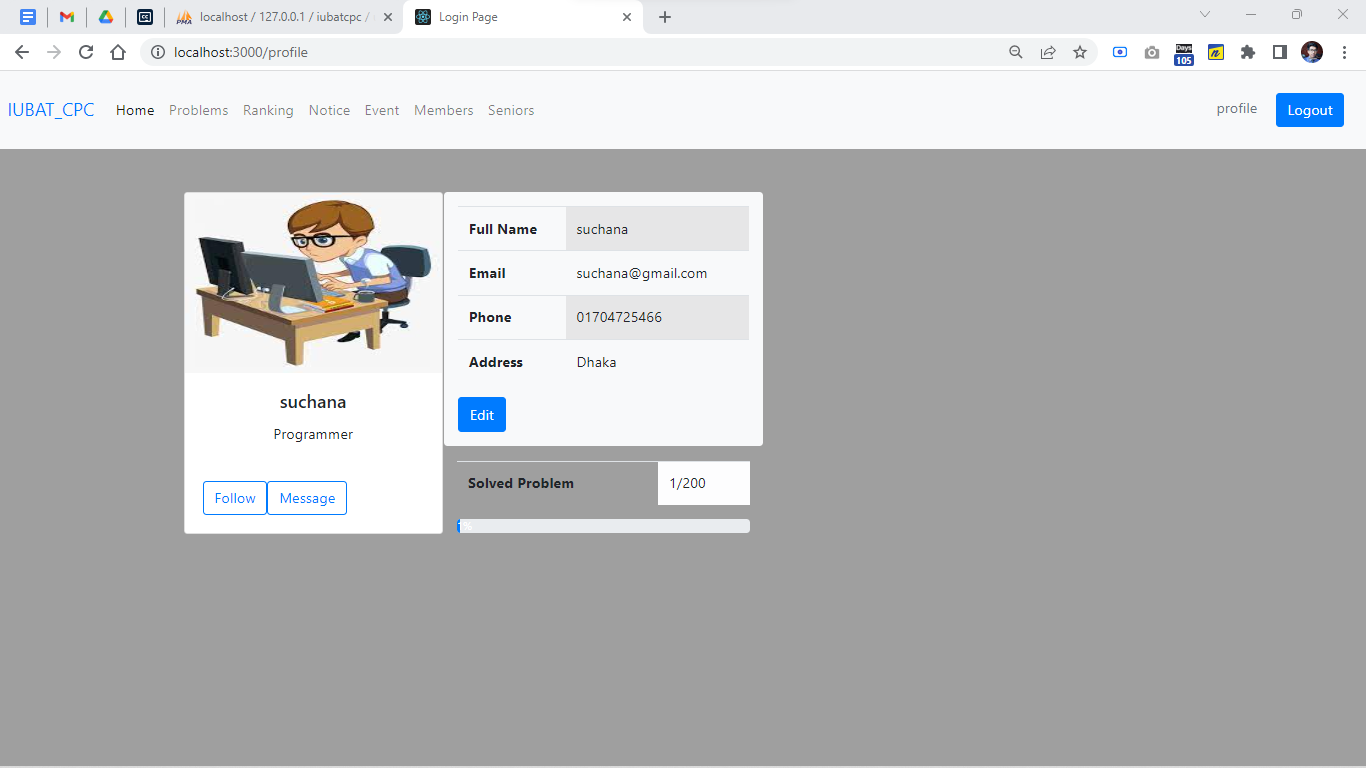 localhost / 127.0.0.1 / iubatcpc /
Login Page
localhost:3000/profile
Days
105
IUBAT_CPC Home Problems Ranking Notice Event Members Seniors profile Logout
Full Name suchana
Email suchana@gmail.com
Phone 01704725466
Address Dhaka
Edit
suchana
Programmer
Follow Message
Solved Problem 1/200